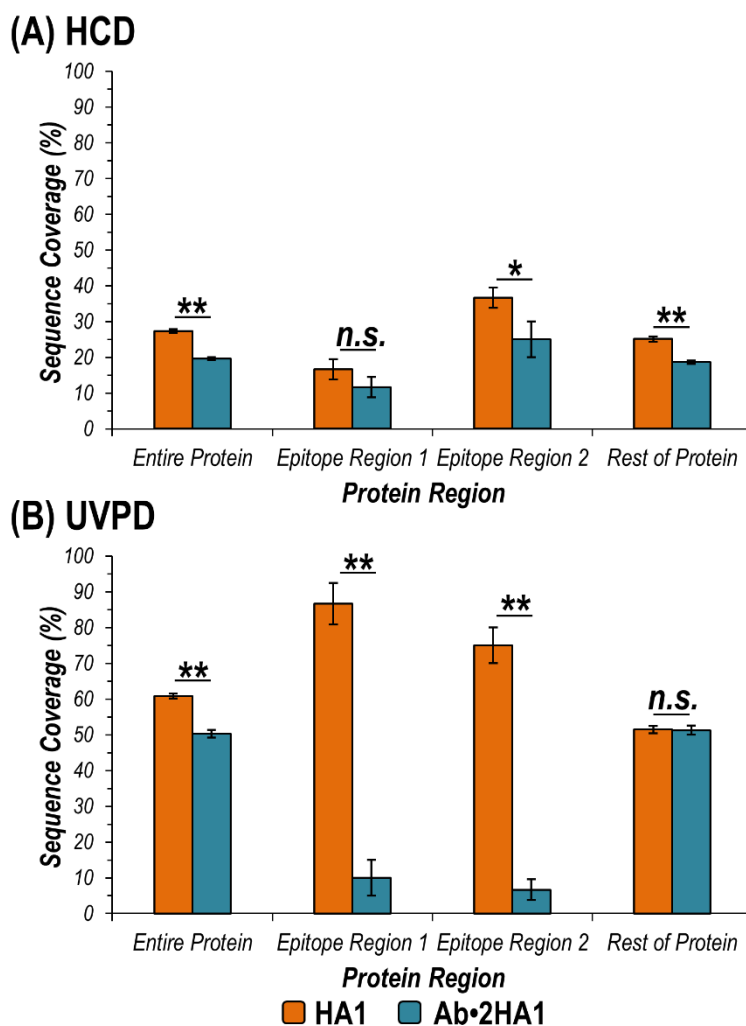 (A) HCD
Sequence Coverage (%)
100
90
80
70
60
50
40
30
20
10
0
**
n.s.
*
**
Entire Protein Epitope Region 1 Epitope Region 2 Rest of Protein
Protein Region
(B) UVPD
Sequence Coverage (%)
100
90
80
70
60
50
40
30
20
10
0
**
**
**
n.s.
Entire Protein Epitope Region 1 Epitope Region 2 Rest of Protein
Protein Region
HA1 Ab•2HA1